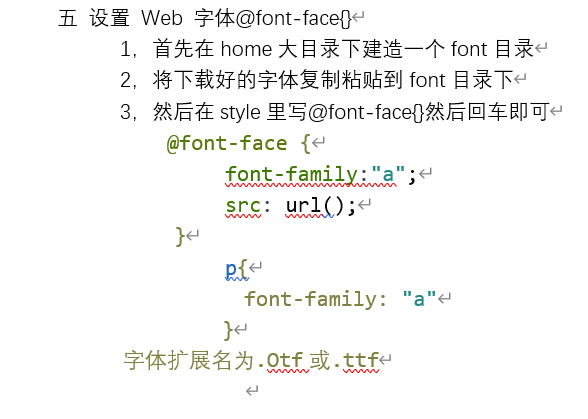 五 设置 Web 字体@font-face{}
1，首先在 home 大目录下建造一个 font 目录
2，将下载好的字体复制粘贴到 font 目录下
3，然后在 style 里写@font-face{}然后回车即可
@font-face {
font-family:"a";
src: url();
}
p{
font-family: "a"
}
字体扩展名为.Otf 或.ttf